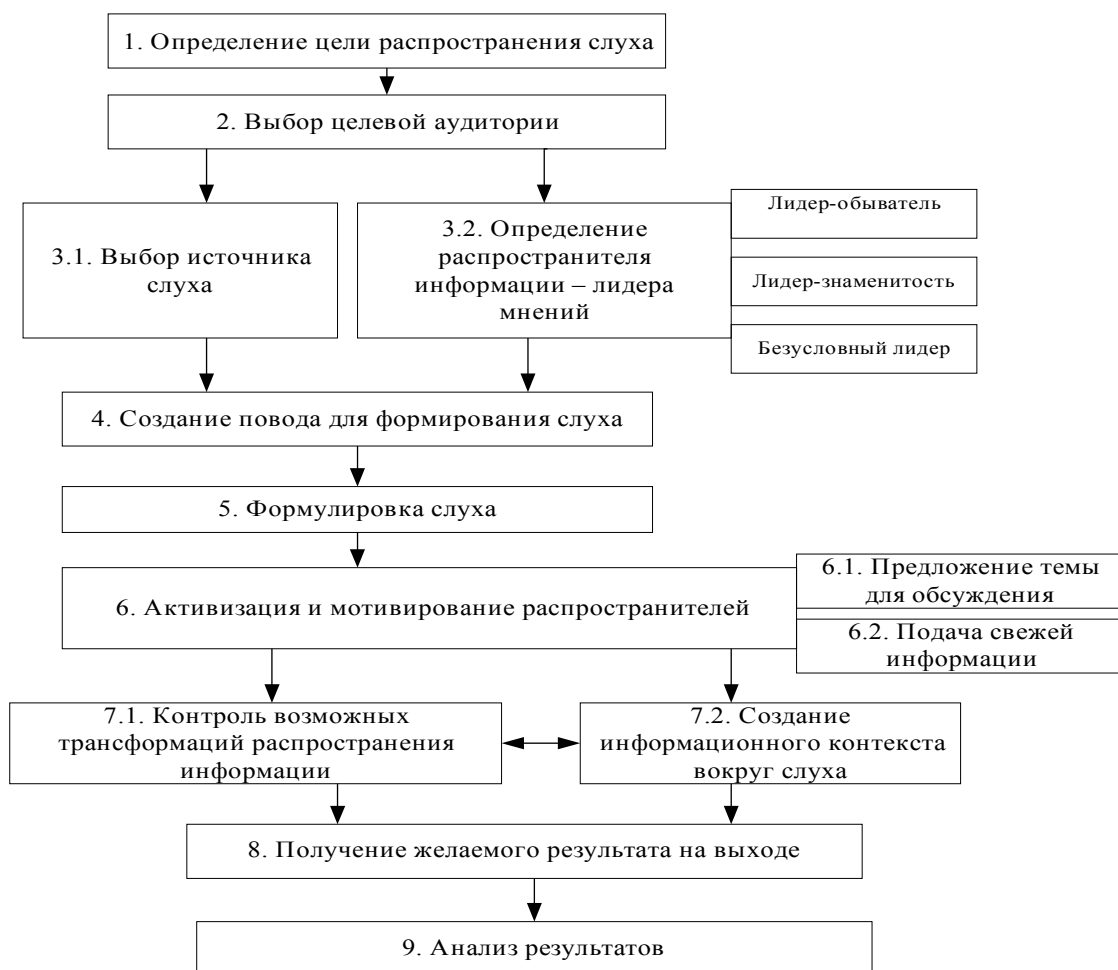 1. Определение цели распространения слуха
2. Выбор целевой аудитории
3.1. Выбор источника
слуха
3.2. Определение
распространителя
информации – лидера
мнений
Лидер-обыватель
Лидер-знаменитость
Безусловный лидер
4. Создание повода для формирования слуха
5. Формулировка слуха
6. Активизация и мотивирование распространителей
6.1. Предложение темы
для обсуждения
6.2. Подача свежей
информации
7.1. Контроль возможных
трансформаций распространения
информации
7.2. Создание
информационного контекста
вокруг слуха
8. Получение желаемого результата на выходе
9. Анализ результатов